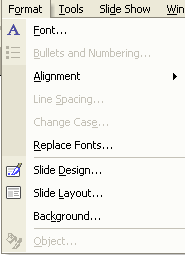 Format Tools Slide Show Win
Font...
Bullets and Numbering...
Alignment
Line Spacing...
Change Case...
Replace Fonts...
Slide Design...
Slide Layout...
Background...
Object...